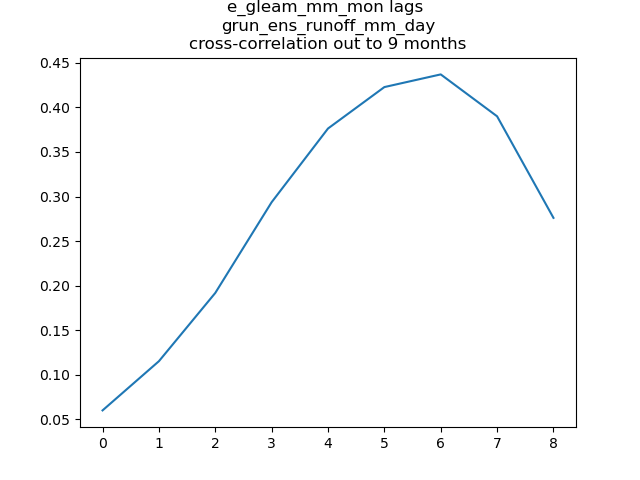 e_gleam_mm_mon lags
grun_ens_runoff_mm_day
cross-correlation out to 9 months
0.45
0.40
0.35
0.30
0.25
0.20
0.15
0.10
0.05
0 1 2 3 4 5 6 7 8